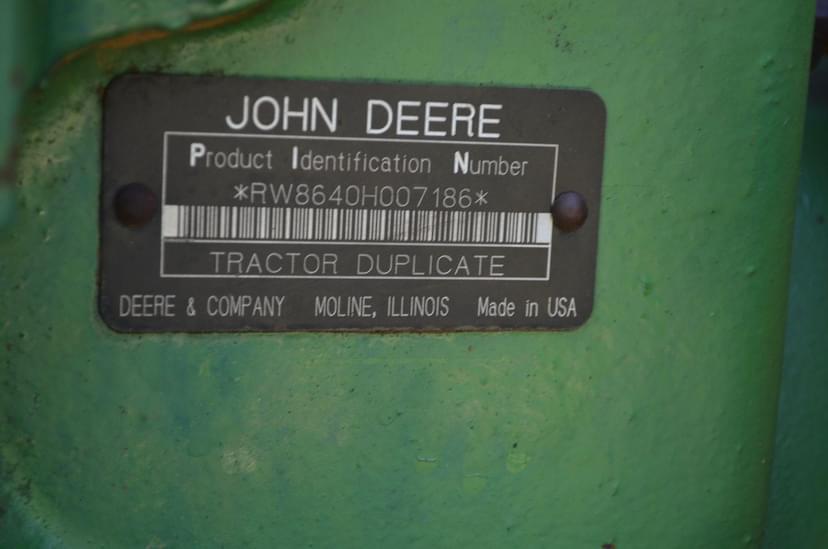 JOHN DEERE
Product Identification Number
*RW8640H007186*
TRACTOR DUPLICATE
DEERE & COMPANY MOLINE, ILLINOIS Made in USA